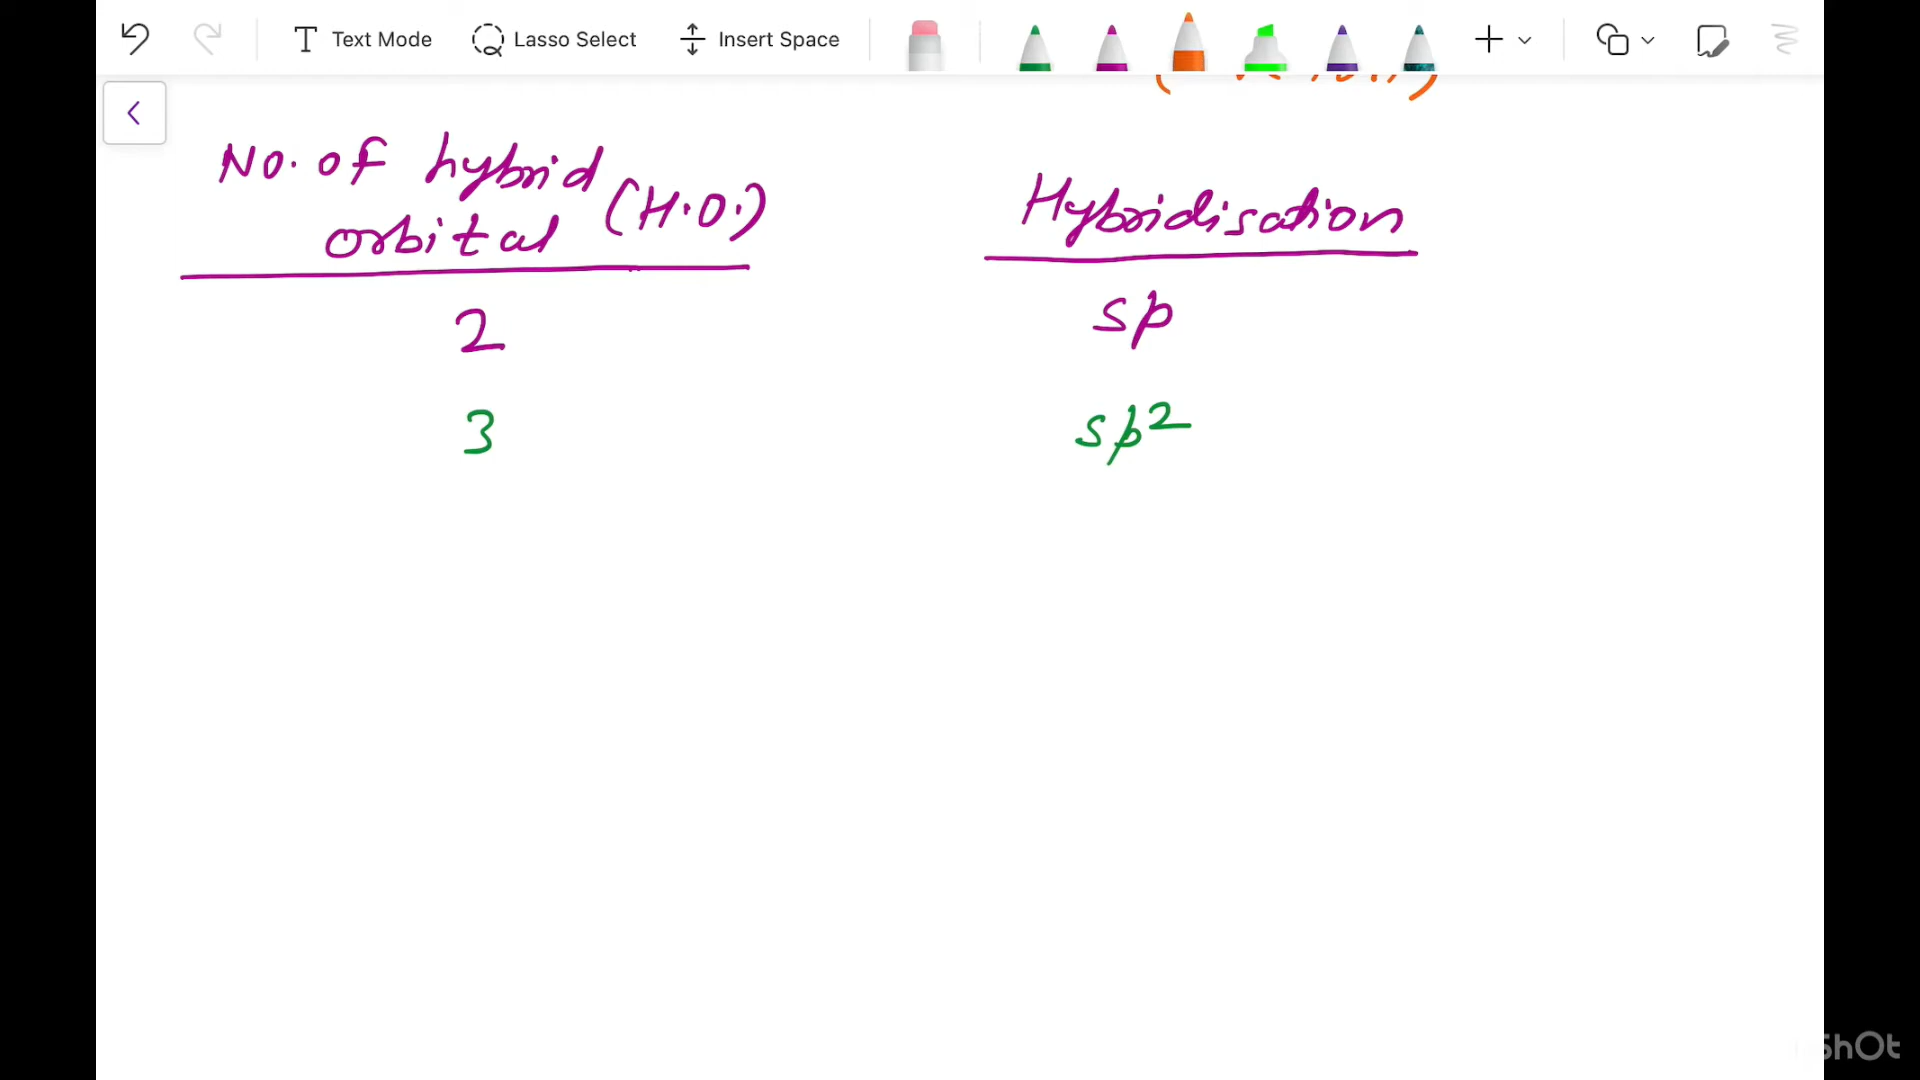 Text Mode Lasso Select Insert Space
No. of hybrid
orbital (H.O.)
Hybridisation
2 sp
3 sp²